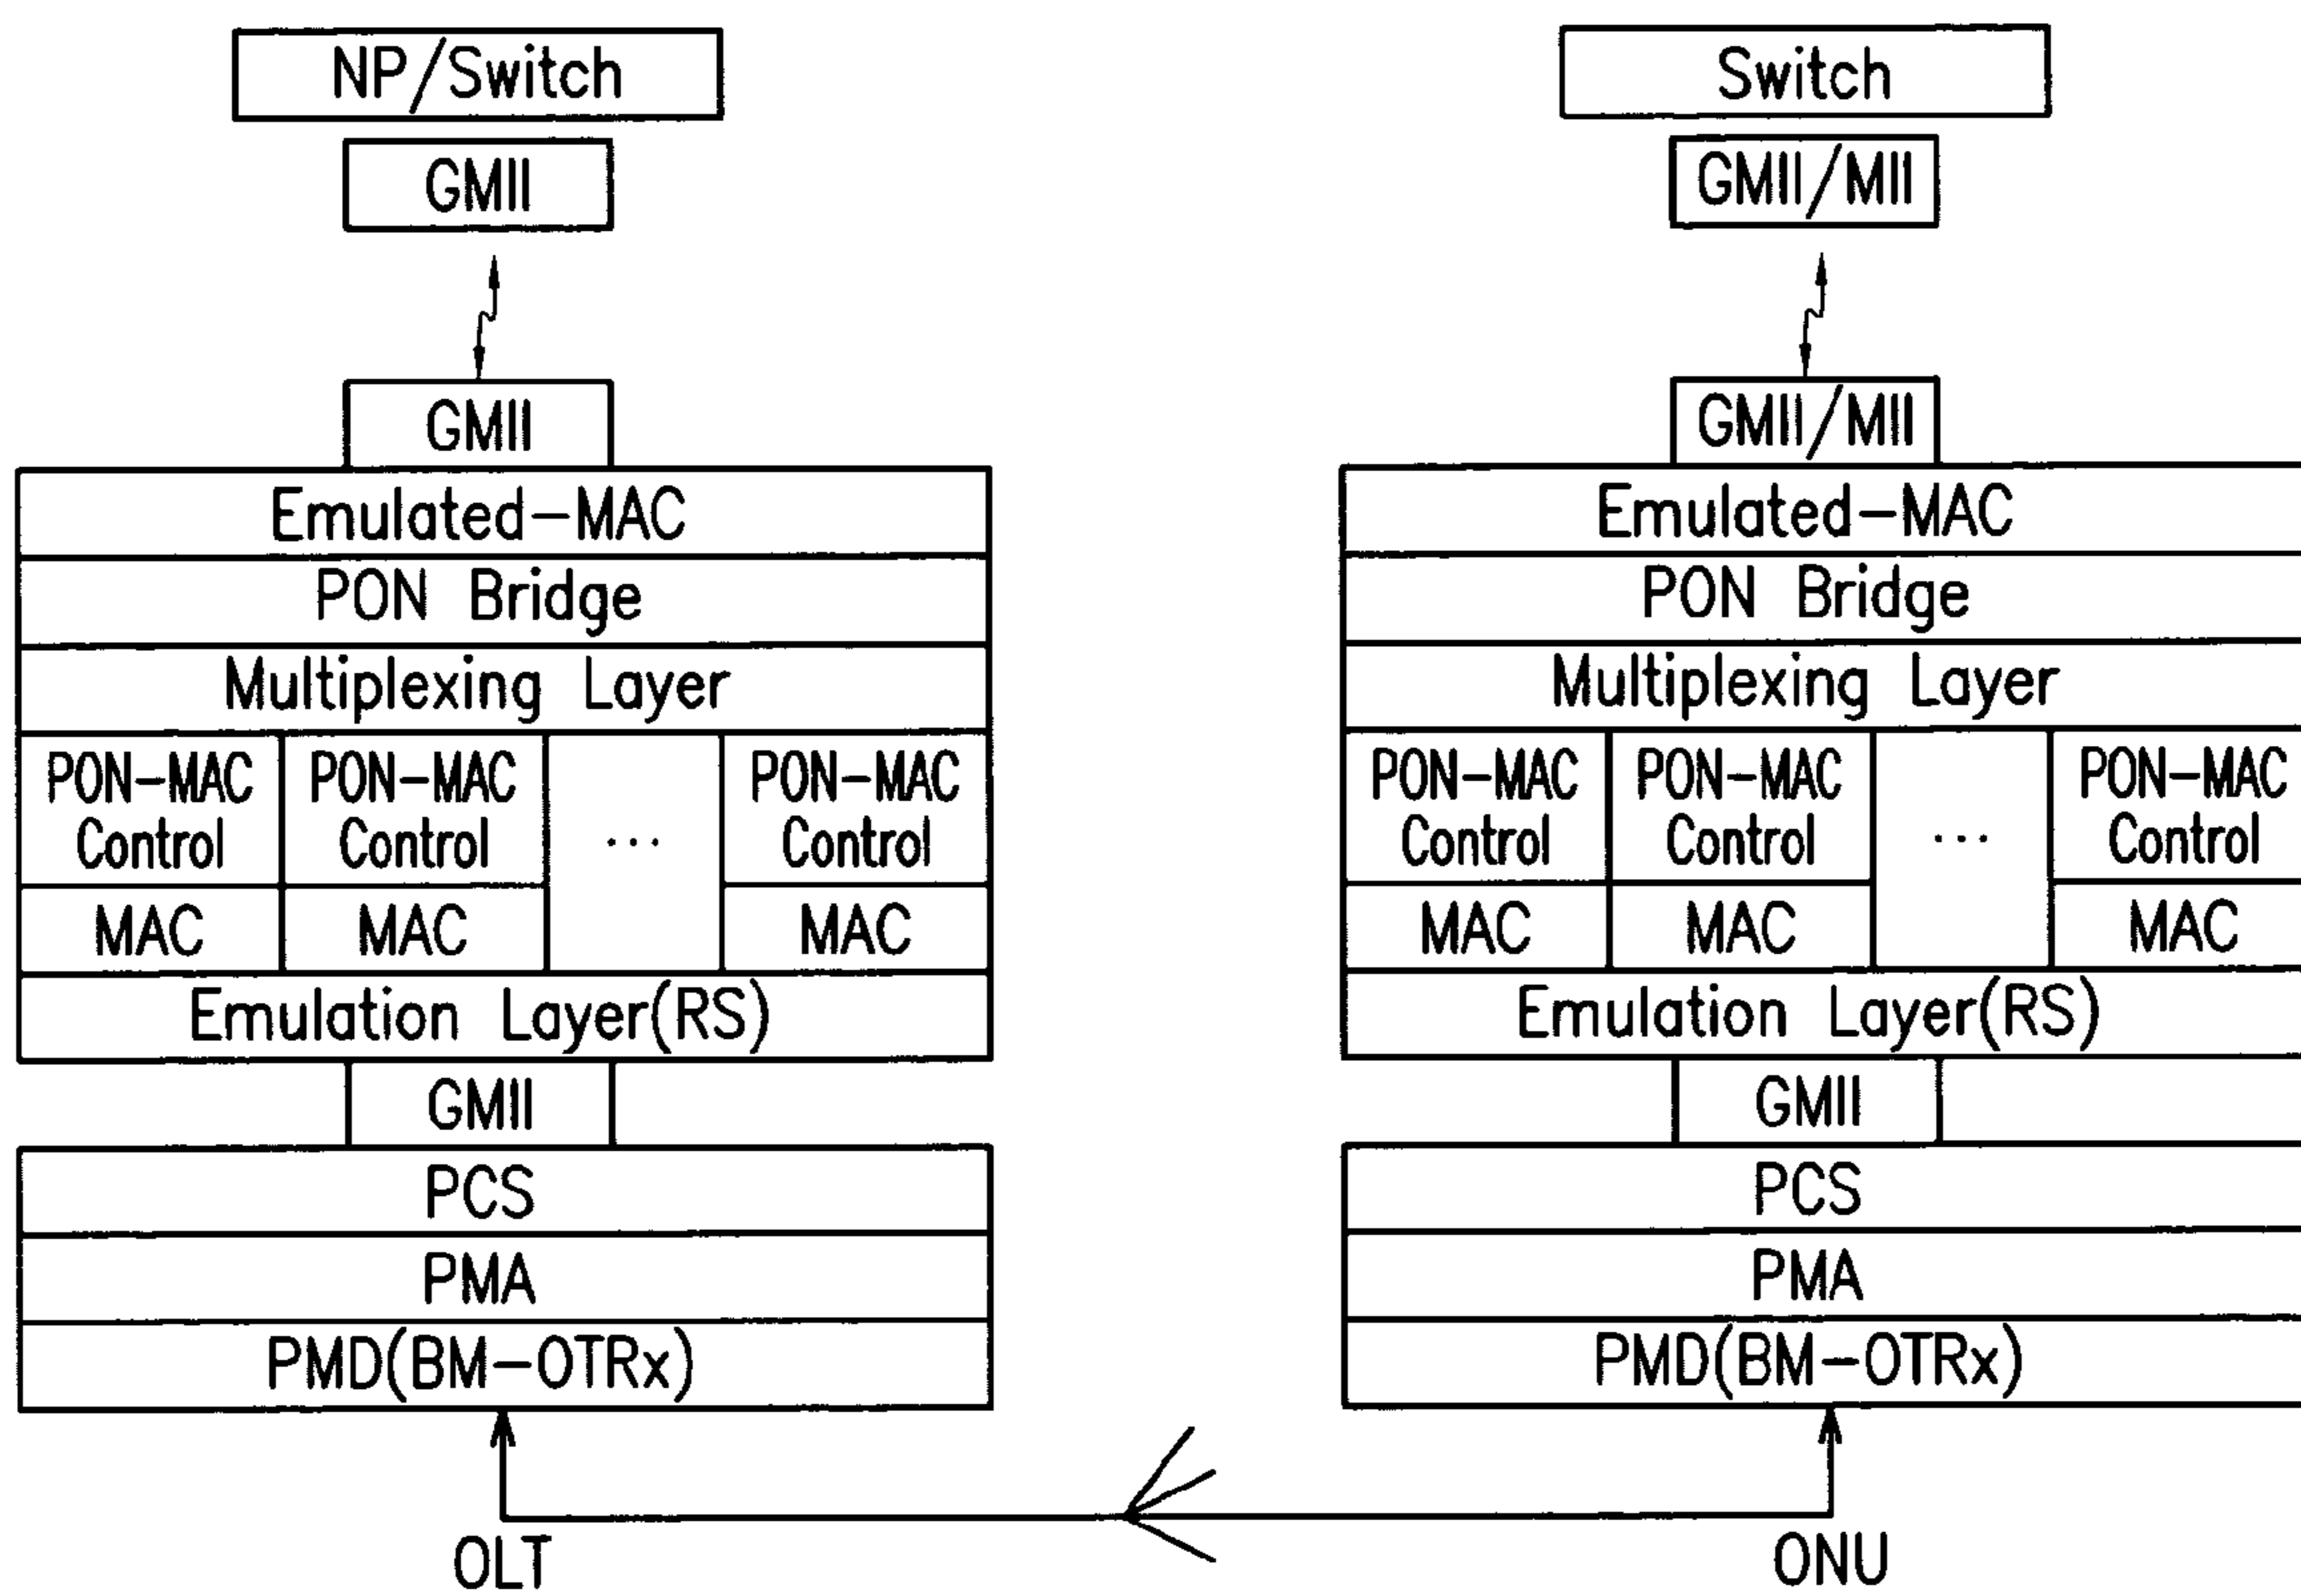 NP/Switch
GMII
GMII
Emulated-MAC
PON Bridge
Multiplexing Layer
PON-MAC Control
PON-MAC Control
...
PON-MAC Control
MAC
MAC
MAC
Emulation Layer(RS)
GMII
PCS
PMA
PMD(BM-OTRx)
OLT
Switch
GMII/MII
GMII/MII
Emulated-MAC
PON Bridge
Multiplexing Layer
PON-MAC Control
PON-MAC Control
...
PON-MAC Control
MAC
MAC
MAC
Emulation Layer(RS)
GMII
PCS
PMA
PMD(BM-OTRx)
ONU